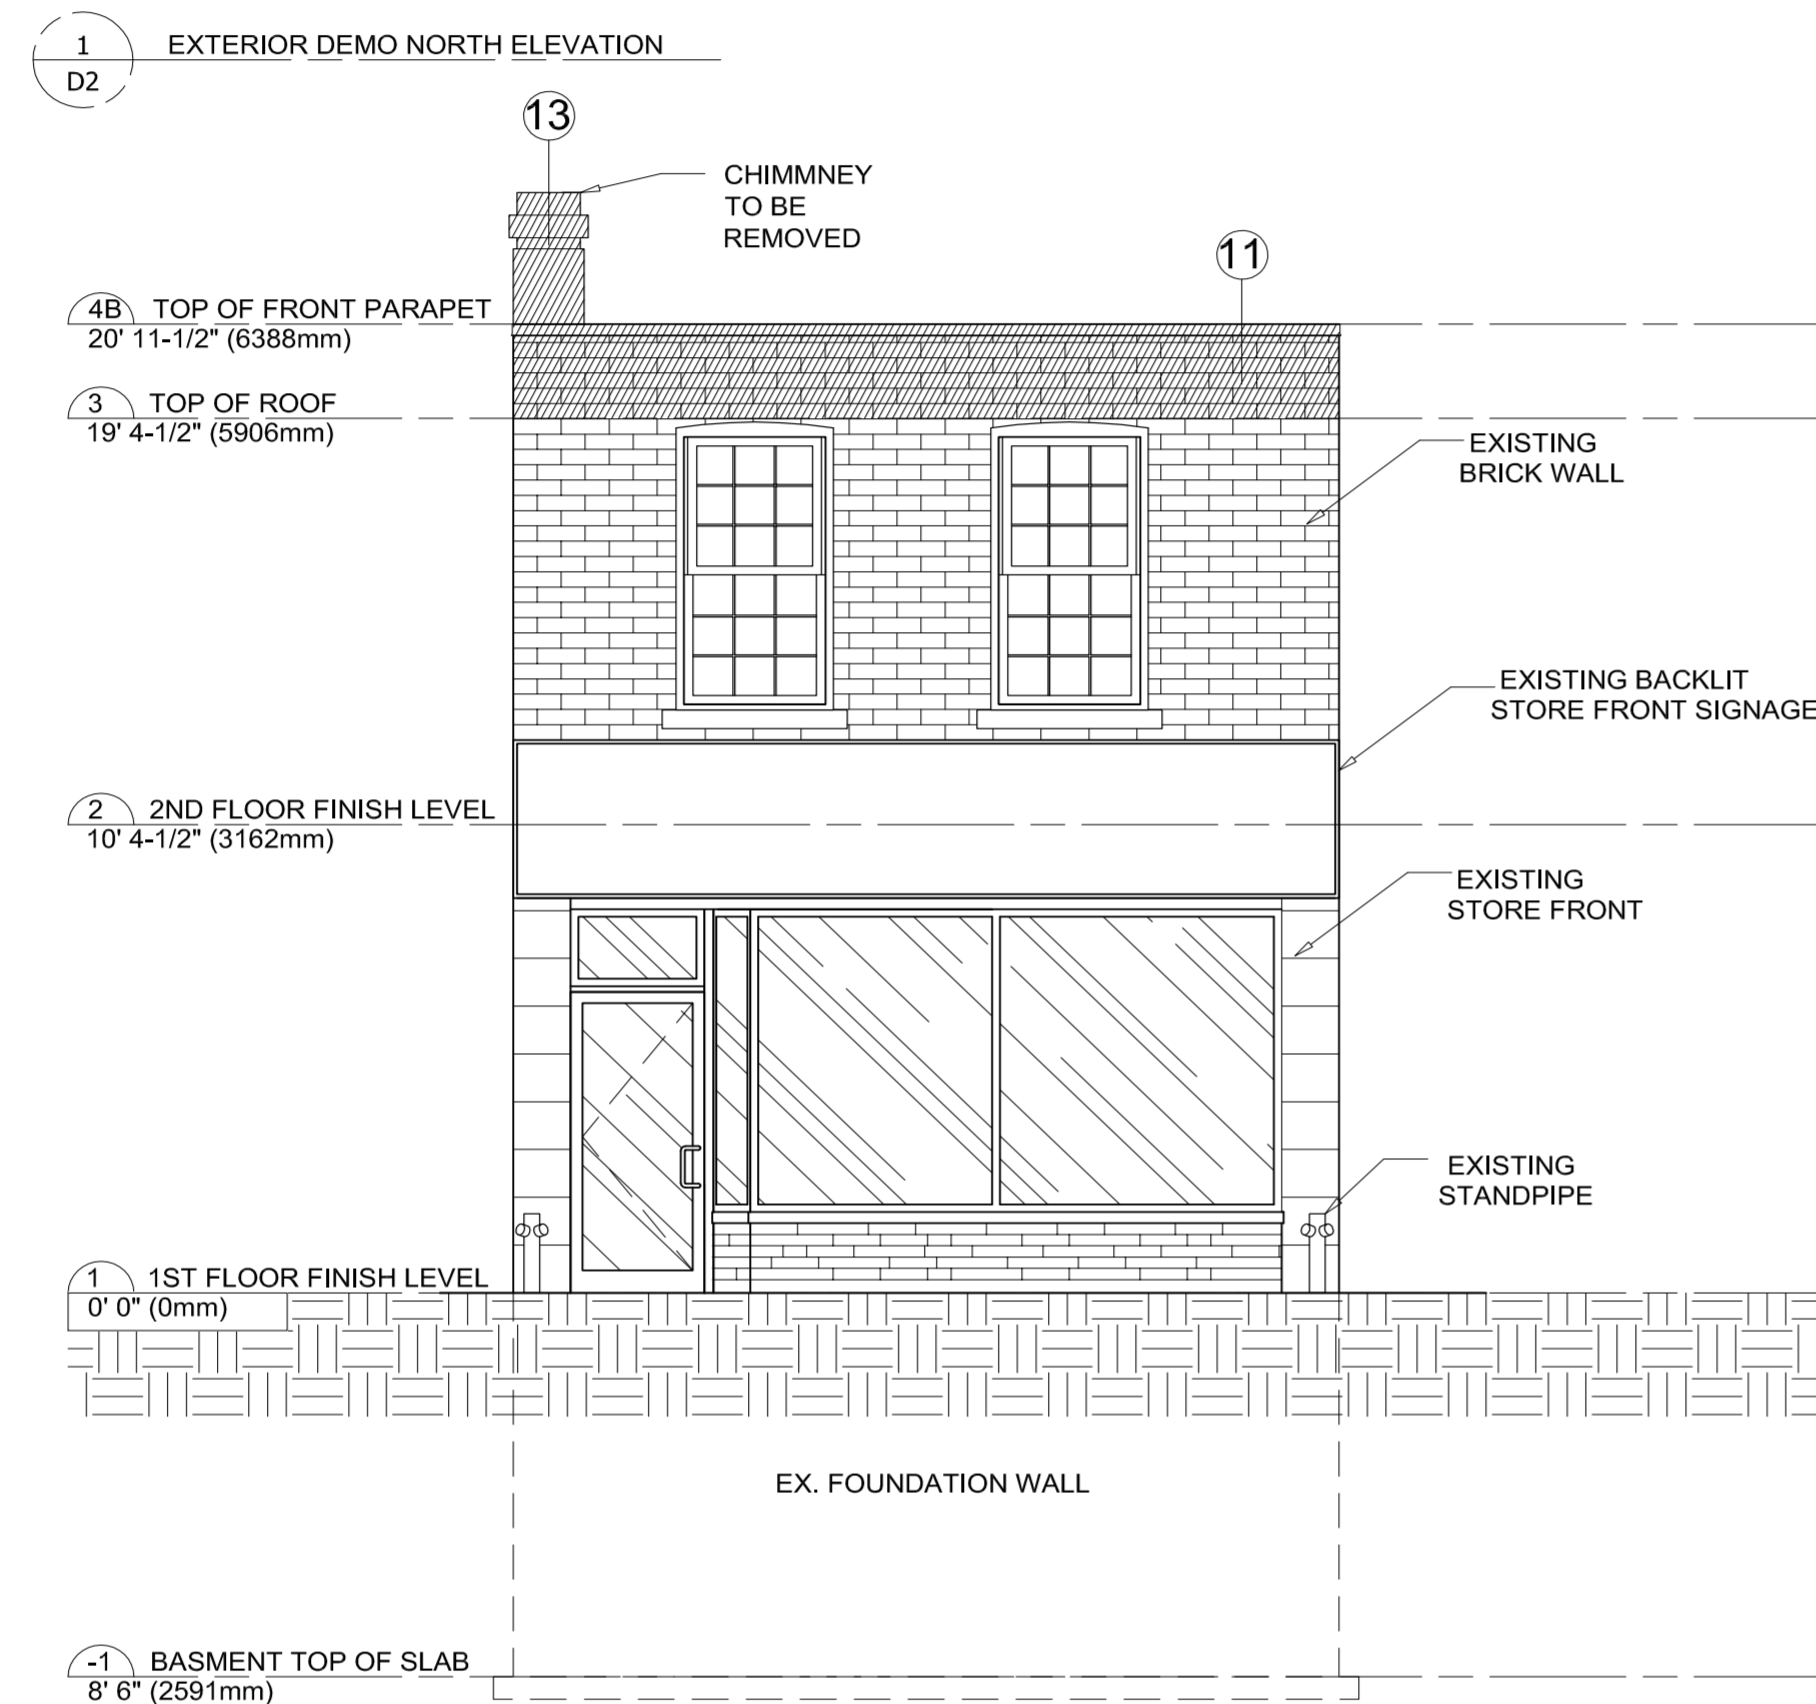 1
D2
EXTERIOR DEMO NORTH ELEVATION
13
CHIMMNEY
TO BE
REMOVED
11
4B TOP OF FRONT PARAPET
20' 11-1/2" (6388mm)
3 TOP OF ROOF
19' 4-1/2" (5906mm)
EXISTING
BRICK WALL
EXISTING BACKLIT
STORE FRONT SIGNAGE
2 2ND FLOOR FINISH LEVEL
10' 4-1/2" (3162mm)
EXISTING
STORE FRONT
EXISTING
STANDPIPE
1 1ST FLOOR FINISH LEVEL
0' 0" (0mm)
EX. FOUNDATION WALL
-1 BASMENT TOP OF SLAB
8' 6" (2591mm)